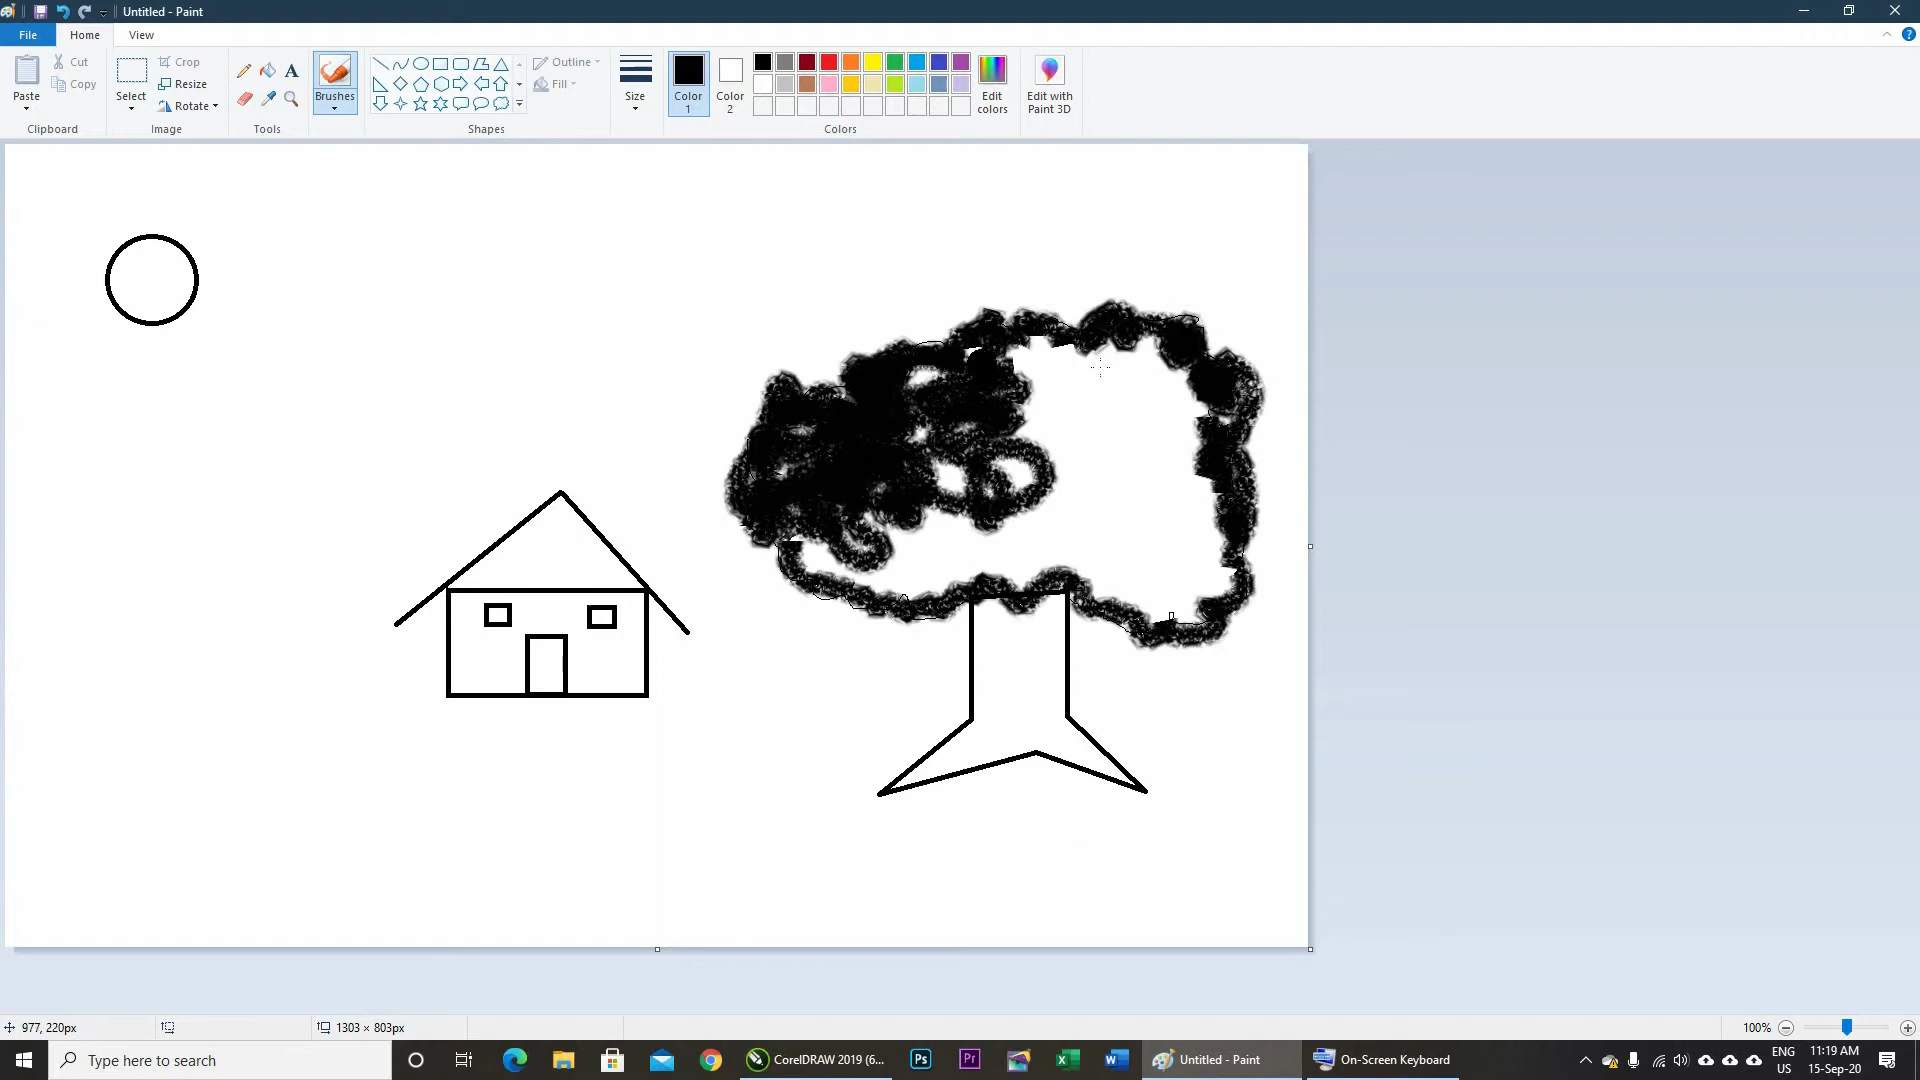 Untitled - Paint
File Home View
Cut
Crop
Outline
Copy
Resize
Fill
Paste Select Rotate Brushes Size Color 1 Color 2 Edit colors Edit with Paint 3D
Clipboard Image Tools Shapes Colors
977, 220px 1303 × 803px 100%
Type here to search CorelDRAW 2019 (6... Ps Pr Untitled - Paint On-Screen Keyboard ENG 11:19 AM
US 15-Sep-20